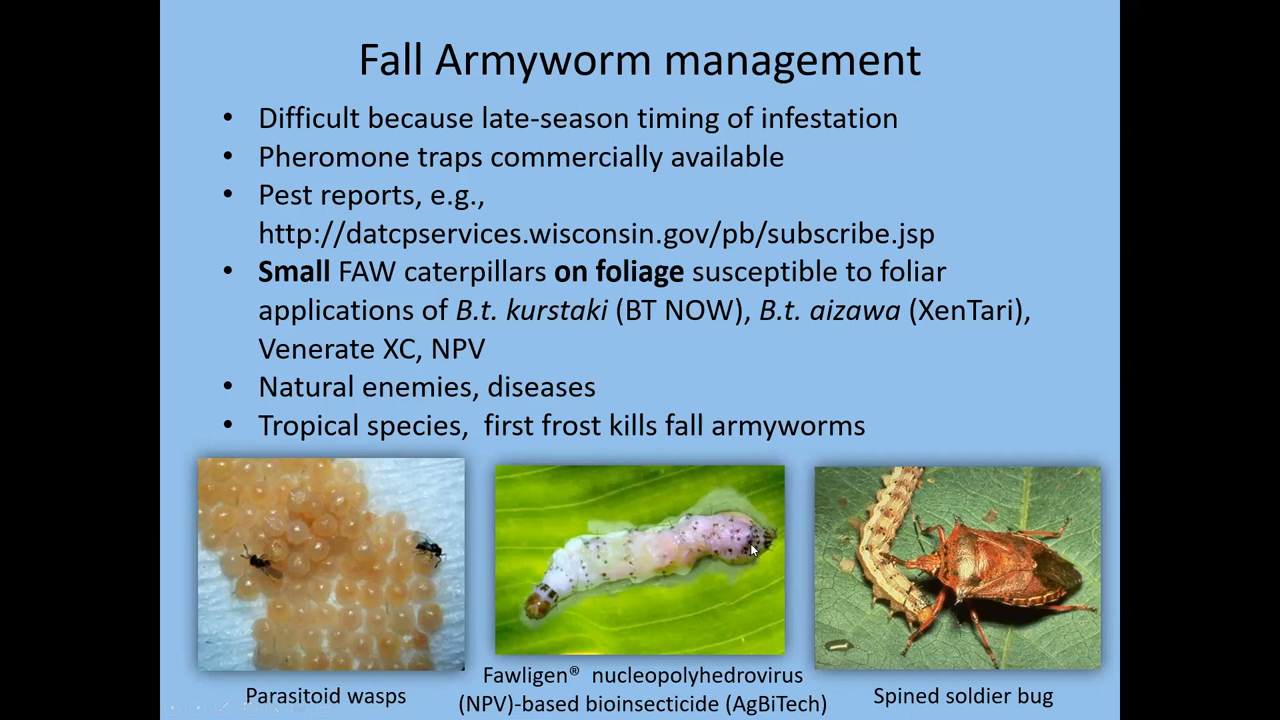 Fall Armyworm management
• Difficult because late-season timing of infestation
• Pheromone traps commercially available
• Pest reports, e.g.,
http://datcpservices.wisconsin.gov/pb/subscribe.jsp
• Small FAW caterpillars on foliage susceptible to foliar
applications of B.t. kurstaki (BT NOW), B.t. aizawa (XenTari),
Venerate XC, NPV
• Natural enemies, diseases
• Tropical species,  first frost kills fall armyworms
Parasitoid wasps
Fawligen® nucleopolyhedrovirus
(NPV)-based bioinsecticide (AgBiTech)
Spined soldier bug